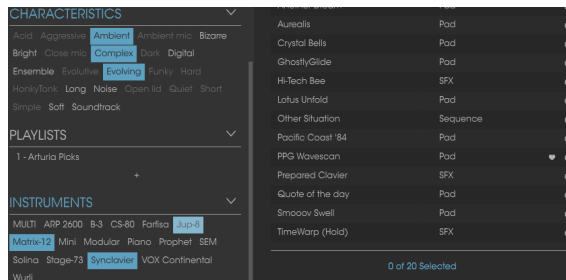 CHARACTERISTICS
Acid Aggressive Ambient Ambient mic Bizarre
Bright Close mic Complex Dark Digital
Ensemble Evolutive Evolving Funky Hard
HonkyTonk Long Noise Open lid Quiet Short
Simple Soft Soundtrack
PLAYLISTS
1 - Arturia Picks
+
INSTRUMENTS
MULTI ARP 2600 B-3 CS-80 Farfisa Jup-8
Matrix-12 Mini Modular Piano Prophet SEM
Solina Stage-73 Synclavier VOX Continental
Wurli
Another Dream Pad
Aurealis Pad
Crystal Bells Pad
GhostlyGlide Pad
Hi-Tech Bee SFX
Lotus Unfold Pad
Other Situation Sequence
Pacific Coast '84 Pad
PPG Wavescan Pad
Prepared Clavier SFX
Quote of the day Pad
Smooov Swell Pad
TimeWarp (Hold) SFX
0 of 20 Selected